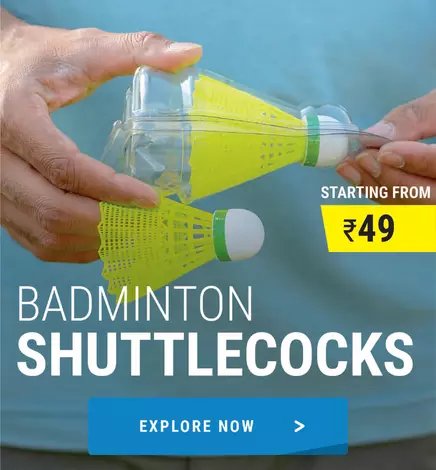 STARTING FROM
₹49
BADMINTON
SHUTTLECOCKS
EXPLORE NOW >